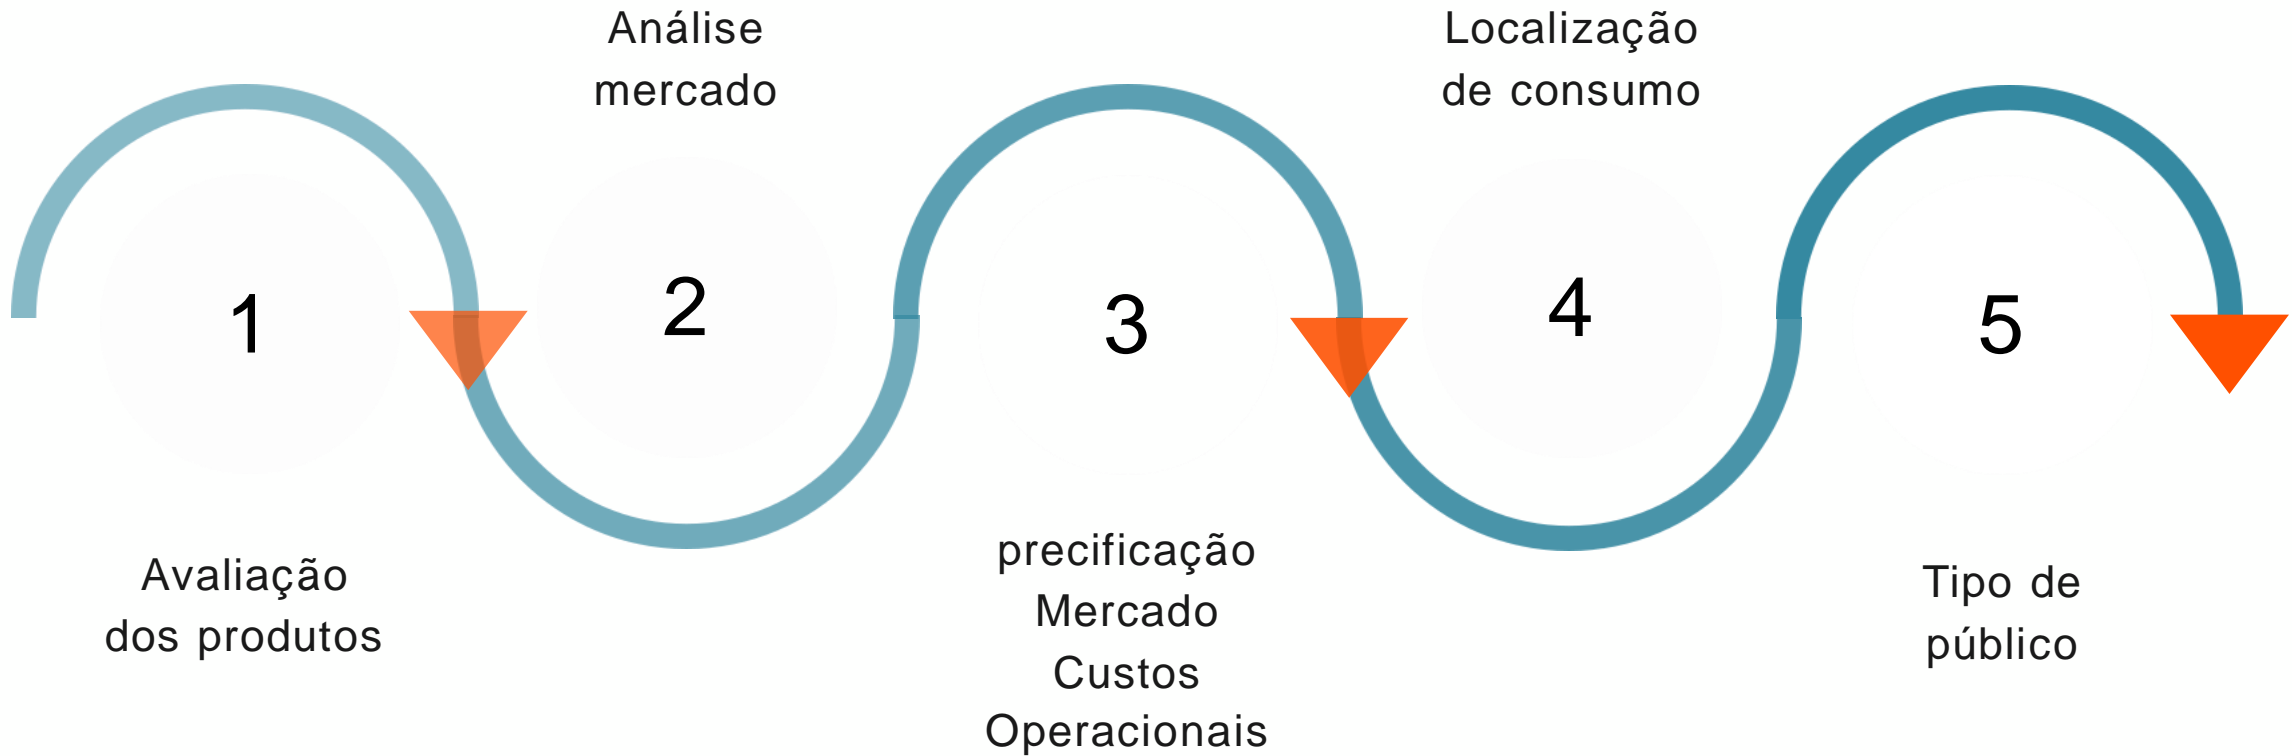 Análise
mercado
Localização
de consumo
1
2
3
4
5
Avaliação
dos produtos
precificação
Mercado
Custos
Operacionais
Tipo de
público